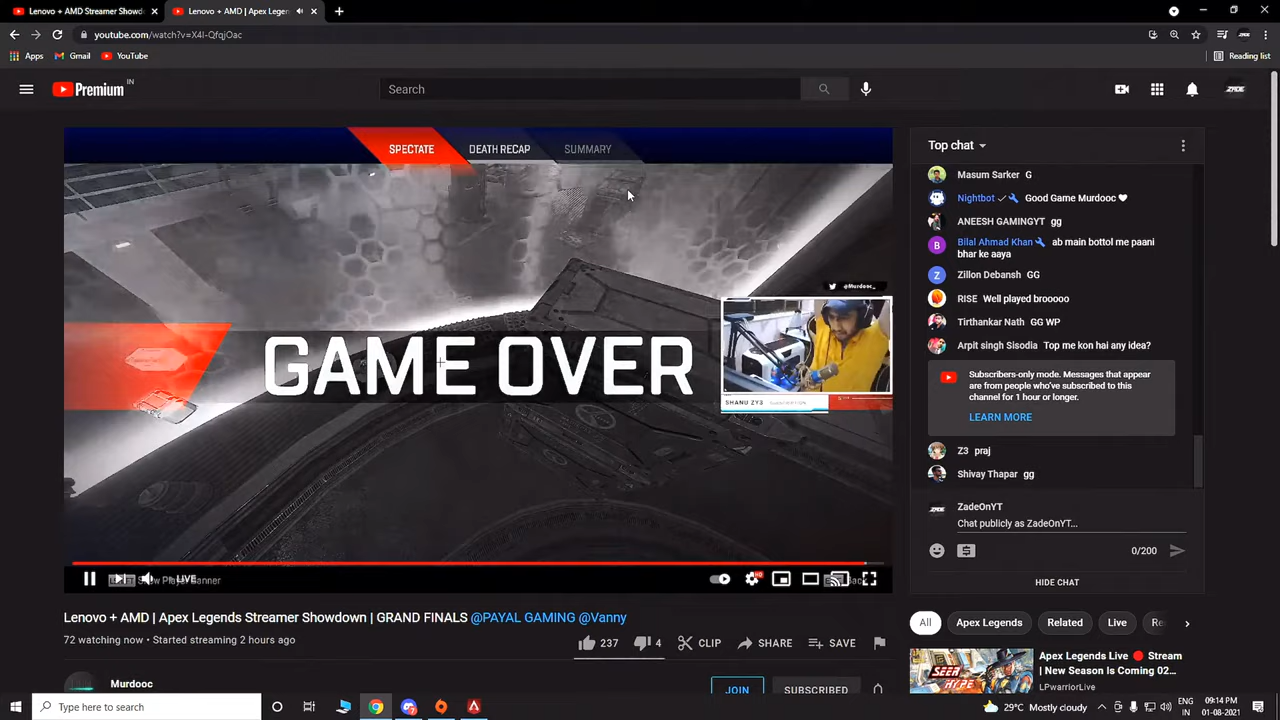 Lenovo + AMD Streamer Showd
Lenovo + AMD | Apex Legen
youtube.com/watch?v=X4I-QfqjOac
Apps
Gmail
YouTube
Reading list
Premium IN
Search
SPECTATE
DEATH RECAP
SUMMARY
GAME OVER
@Murdooc_
SHANU ZY3
LIVE
Player Banner
Top chat
Masum Sarker G
Nightbot Good Game Murdooc
ANEESH GAMINGYT gg
Bilal Ahmad Khan ab main bottol me paani
bhar ke aaya
Zillon Debansh GG
RISE Well played brooooo
Tirthankar Nath GG WP
Arpit singh Sisodia Top me kon hai any idea?
Subscribers-only mode. Messages that appear
are from people who've subscribed to this
channel for 1 hour or longer.
LEARN MORE
Z3 praj
Shivay Thapar gg
ZadeOnYT
Chat publicly as ZadeOnYT...
0/200
HIDE CHAT
Lenovo + AMD | Apex Legends Streamer Showdown | GRAND FINALS @PAYAL GAMING @Vanny
72 watching now • Started streaming 2 hours ago
237
4
CLIP
SHARE
SAVE
Murdooc
JOIN
SUBSCRIBED
All
Apex Legends
Related
Live
Re
SEER
HYPE
Apex Legends Live 🔴 Stream
| New Season Is Coming 02...
LPwarriorLive
Type here to search
29°C Mostly cloudy
ENG
IN
09:14 PM
01-08-2021